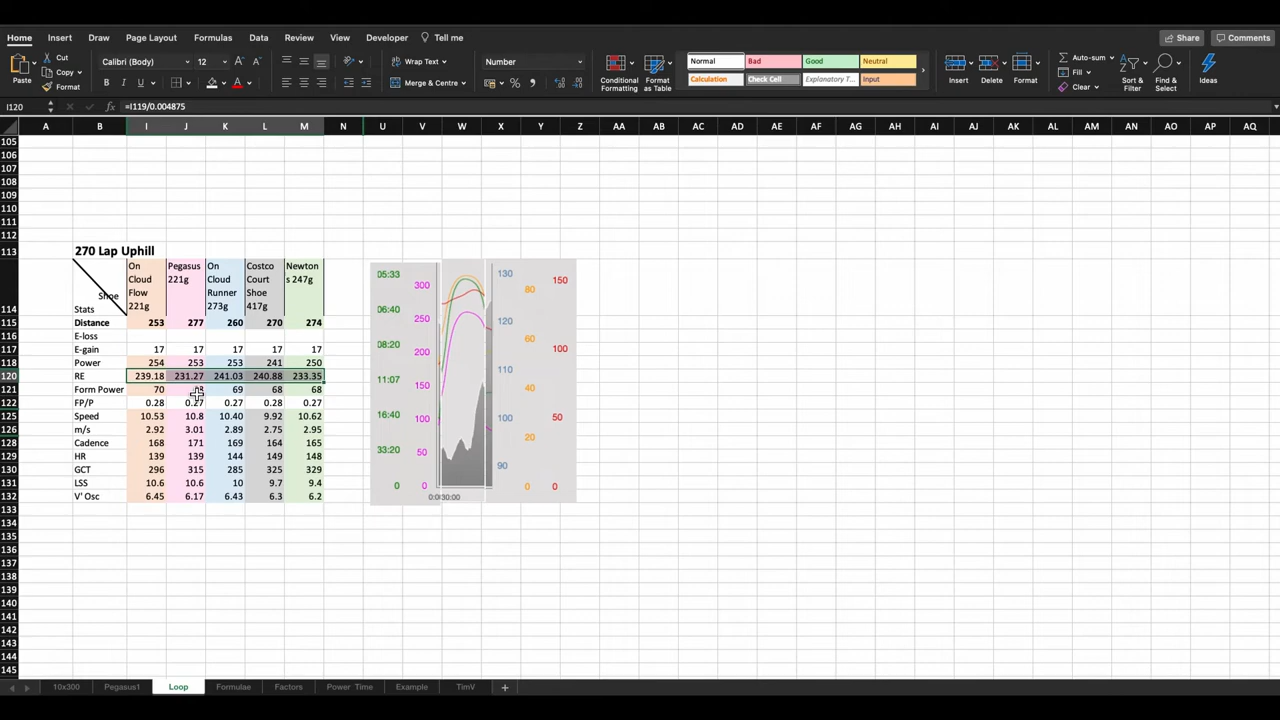 Home Insert Draw Page Layout Formulas Data Review View Developer Tell me Share Comments
Paste Cut Copy Format Calibri (Body) 12 A A B I U Wrap Text Merge & Centre Number % Conditional Formatting Format as Table Normal Bad Good Neutral Calculation Check Cell Explanatory T... Input Insert Delete Format Auto-sum Fill Clear Sort & Filter Find & Select Ideas
I120 fx =I119/0.004875
A B I J K L M N U V W X Y Z AA AB AC AD AE AF AG AH AI AJ AK AL AM AN AO AP AQ
105
106
107
108
109
110
111
112
113 270 Lap Uphill
114 Shoe Stats On Cloud Flow 221g Pegasus 221g On Cloud Runner 273g Costco Court Shoe 417g Newton s 247g
115 Distance 253 277 260 270 274
116 E-loss
117 E-gain 17 17 17 17 17
118 Power 254 253 253 241 250
120 RE 239.18 231.27 241.03 240.88 233.35
121 Form Power 70 69 68 68
122 FP/P 0.28 0.27 0.27 0.28 0.27
125 Speed 10.53 10.8 10.40 9.92 10.62
126 m/s 2.92 3.01 2.89 2.75 2.95
128 Cadence 168 171 169 164 165
129 HR 139 139 144 149 148
130 GCT 296 315 285 325 329
131 LSS 10.6 10.6 10 9.7 9.4
132 V' Osc 6.45 6.17 6.43 6.3 6.2
133
134
135
136
137
138
139
140
141
142
143
144
145
05:33 300 130 80 150
06:40 250 120 60 100
08:20 200 110 40 50
11:07 150 100 20 0
16:40 100 90 0
33:20 50
0 0
10x300 Pegasus1 Loop Formulae Factors Power Time Example TimV +